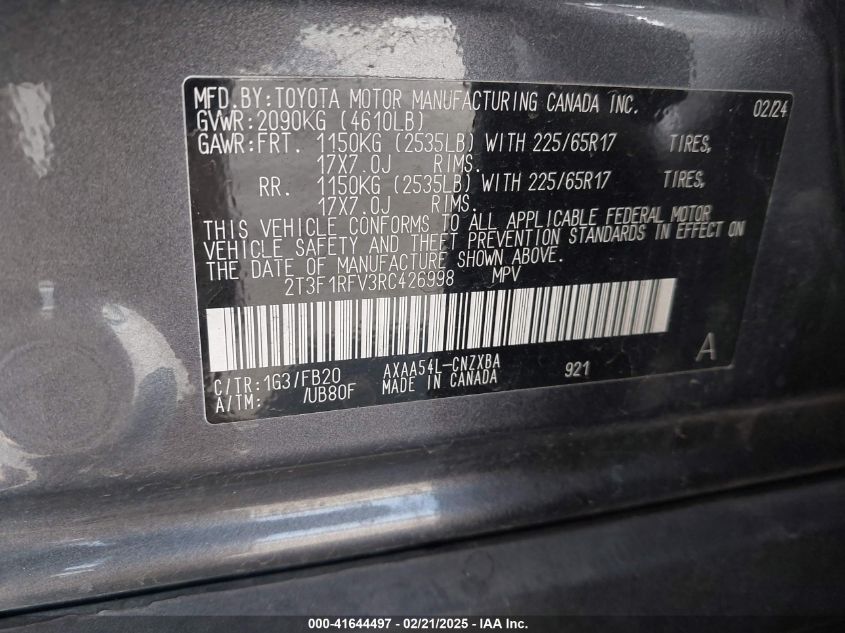 MFD.BY:TOYOTA MOTOR MANUFACTURING CANADA INC. 02/24
GVWR:2090KG (4610LB)
GAWR:FRT. 1150KG (2535LB) WITH 225/65R17 TIRES,
17X7.0J RIMS.
RR. 1150KG (2535LB) WITH 225/65R17 TIRES,
17X7.0J RIMS.
THIS VEHICLE CONFORMS TO ALL APPLICABLE FEDERAL MOTOR
VEHICLE SAFETY AND THEFT PREVENTION STANDARDS IN EFFECT ON
THE DATE OF MANUFACTURE SHOWN ABOVE.
2T3F1RFV3RC426998 MPV
C/TR:1G3/FB20 AXAA54L-CNZXBA 921 A
A/TM: /UB80F MADE IN CANADA
000-41644497 - 02/21/2025 - IAA Inc.